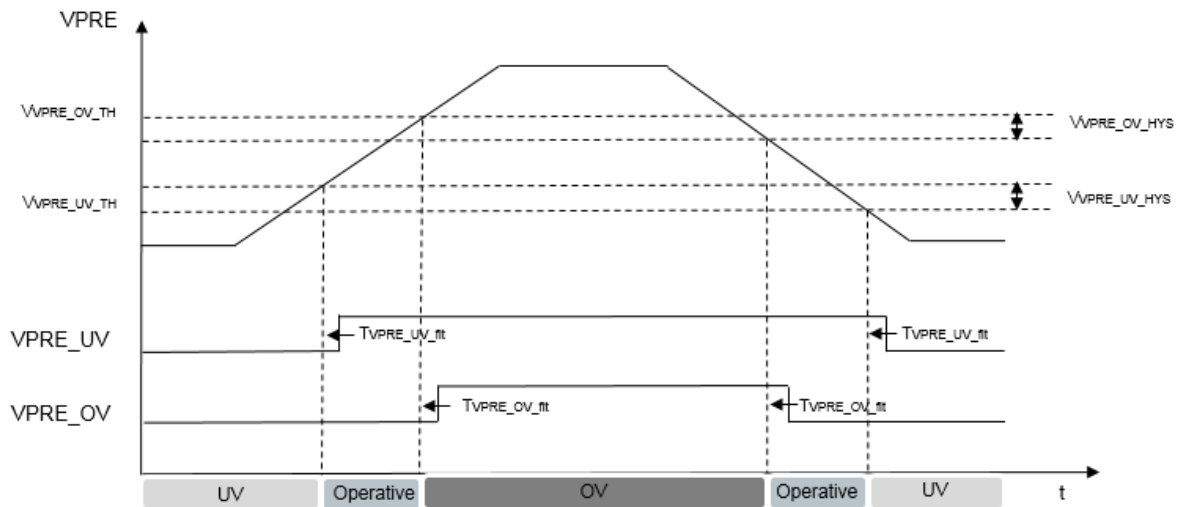 VPRE
VVPRE_OV_TH
VVPRE_OV_HYS
VVPRE_UV_TH
VVPRE_UV_HYS
VPRE_UV
TVPRE_UV_flt
TVPRE_UV_flt
VPRE_OV
TVPRE_OV_flt
TVPRE_OV_flt
UV
Operative
OV
Operative
UV
t